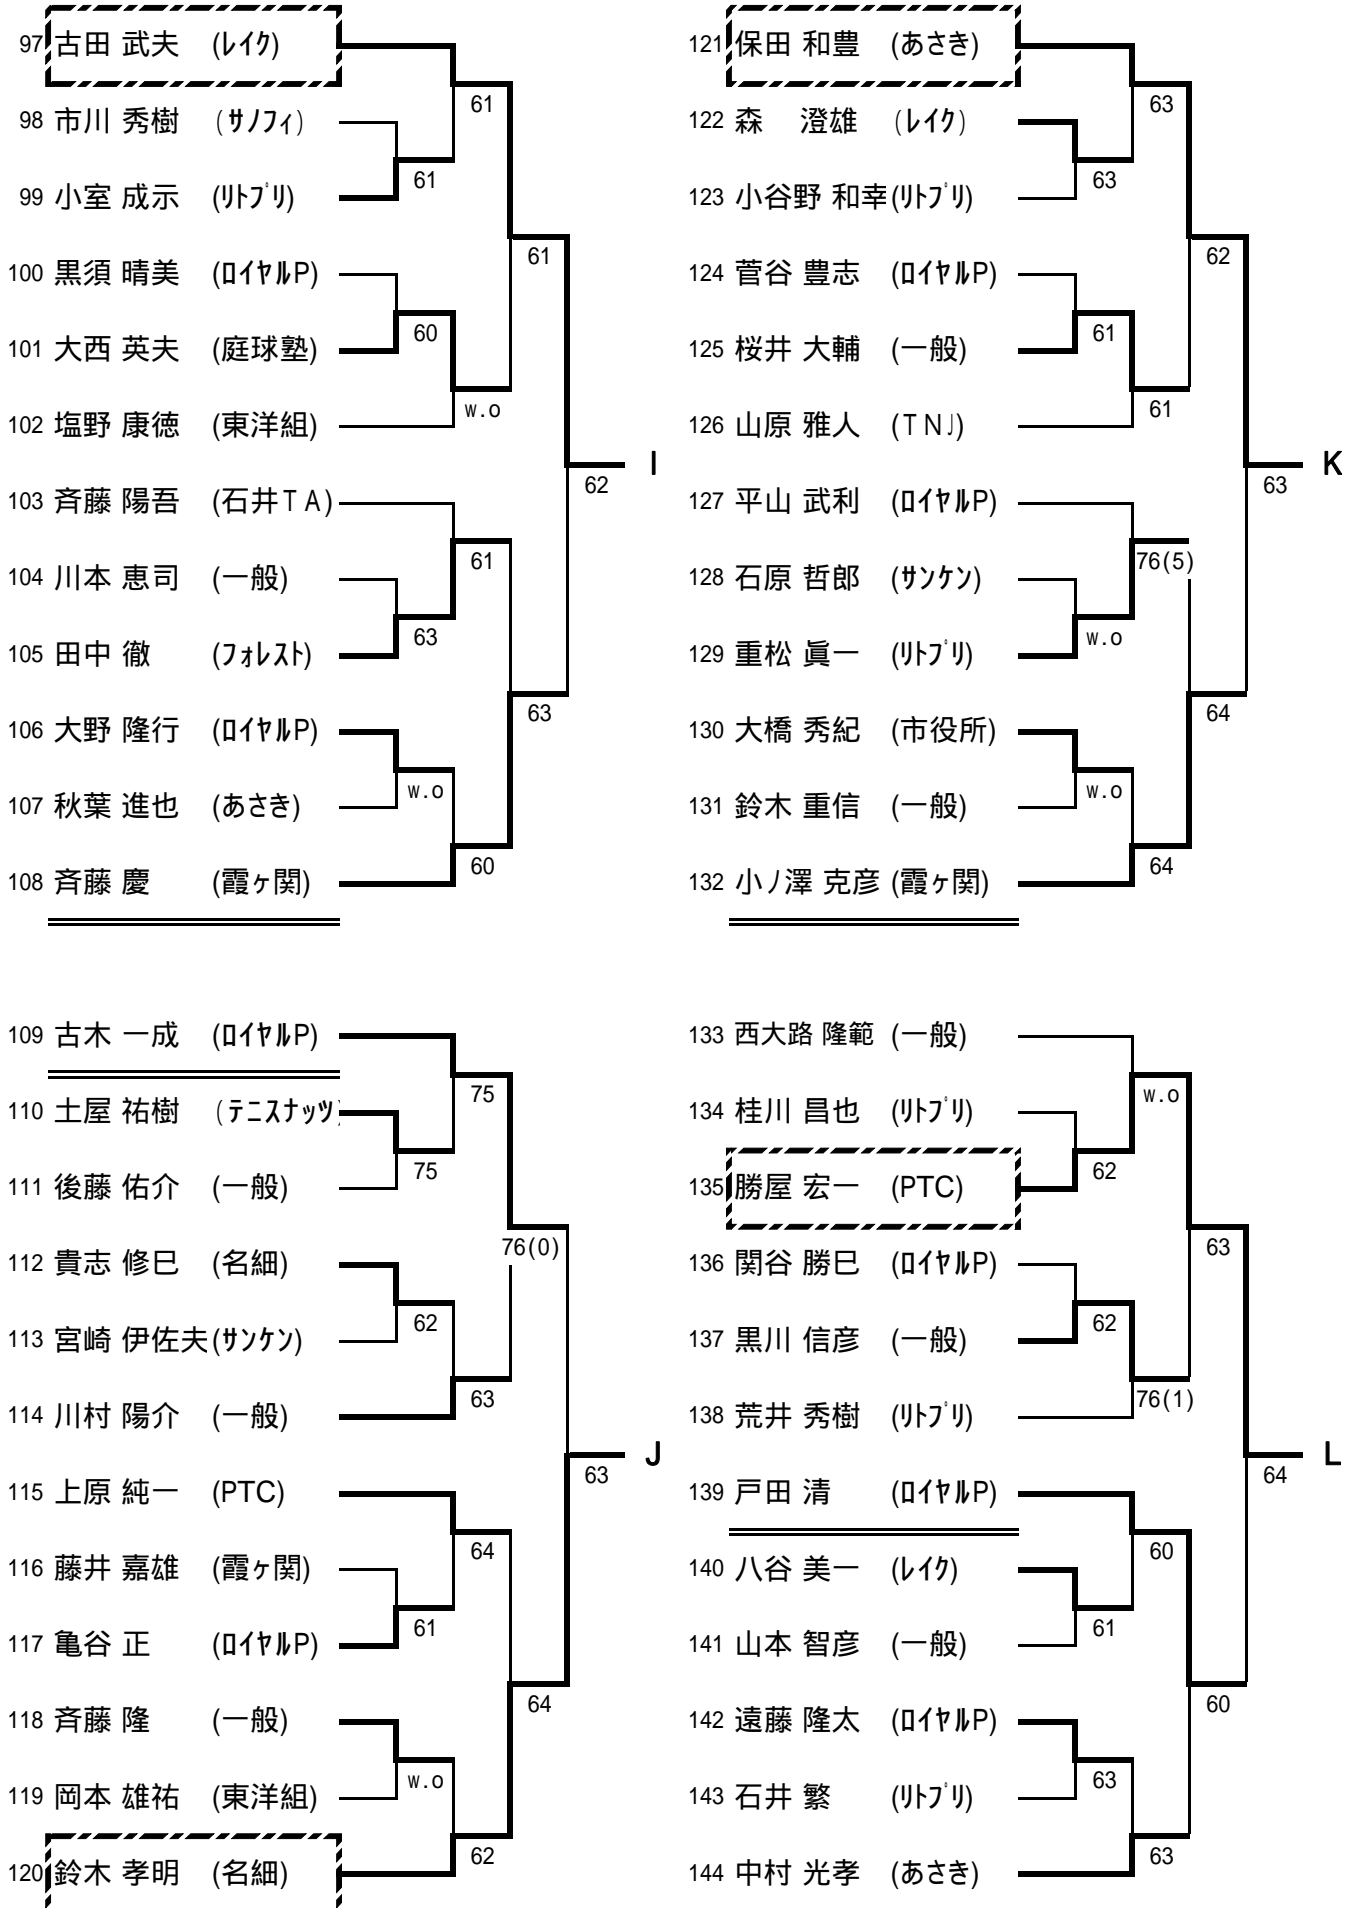 97 古田 武夫 (ﾚｲｸ)
61
98 市川 秀樹 (ｻﾉﾌｨ)
61
99 小室 成示 (ﾘﾄﾌﾟﾘ)
61
100 黒須 晴美 (ﾛｲﾔﾙP)
60
101 大西 英夫 (庭球塾)
w.o
102 塩野 康徳 (東洋組)
I
62
103 斉藤 陽吾 (石井ＴＡ)
61
104 川本 恵司 (一般)
63
105 田中 徹 (ﾌｫﾚｽﾄ)
63
106 大野 隆行 (ﾛｲﾔﾙP)
w.o
107 秋葉 進也 (あさき)
60
108 斉藤 慶 (霞ヶ関)
109 古木 一成 (ﾛｲﾔﾙP)
75
110 土屋 祐樹 (ﾃﾆｽﾅｯﾂ)
75
111 後藤 佑介 (一般)
76(0)
112 貴志 修巳 (名細)
62
113 宮崎 伊佐夫 (ｻﾝｹﾝ)
63
114 川村 陽介 (一般)
J
63
115 上原 純一 (PTC)
64
116 藤井 嘉雄 (霞ヶ関)
61
117 亀谷 正 (ﾛｲﾔﾙP)
64
118 斉藤 隆 (一般)
w.o
119 岡本 雄祐 (東洋組)
62
120 鈴木 孝明 (名細)
121 保田 和豊 (あさき)
63
122 森 澄雄 (ﾚｲｸ)
63
123 小谷野 和幸 (ﾘﾄﾌﾟﾘ)
62
124 菅谷 豊志 (ﾛｲﾔﾙP)
61
125 桜井 大輔 (一般)
61
126 山原 雅人 (ＴＮＪ)
K
63
127 平山 武利 (ﾛｲﾔﾙP)
76(5)
128 石原 哲郎 (ｻﾝｹﾝ)
w.o
129 重松 眞一 (ﾘﾄﾌﾟﾘ)
64
130 大橋 秀紀 (市役所)
w.o
131 鈴木 重信 (一般)
64
132 小ノ澤 克彦 (霞ヶ関)
133 西大路 隆範 (一般)
w.o
134 桂川 昌也 (ﾘﾄﾌﾟﾘ)
62
135 勝屋 宏一 (PTC)
63
136 関谷 勝巳 (ﾛｲﾔﾙP)
62
137 黒川 信彦 (一般)
76(1)
138 荒井 秀樹 (ﾘﾄﾌﾟﾘ)
L
64
139 戸田 清 (ﾛｲﾔﾙP)
60
140 八谷 美一 (ﾚｲｸ)
61
141 山本 智彦 (一般)
60
142 遠藤 隆太 (ﾛｲﾔﾙP)
63
143 石井 繁 (ﾘﾄﾌﾟﾘ)
63
144 中村 光孝 (あさき)